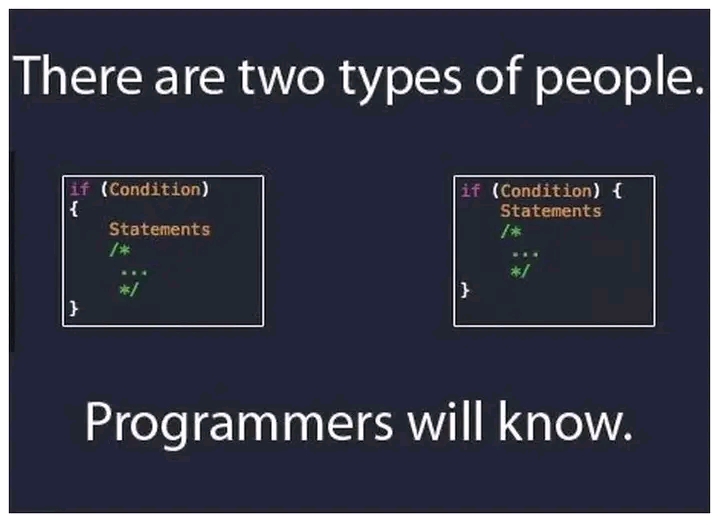 There are two types of people.
if (Condition)
{
Statements
/*
...
*/
}
if (Condition) {
Statements
/*
...
*/
}
Programmers will know.